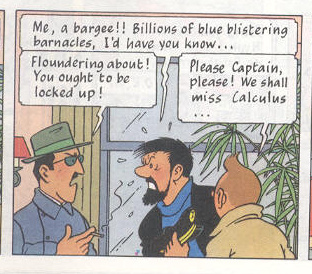 Me, a bargee!! Billions of blue blistering
barnacles, I'd have you know...
Floundering about!
You ought to be
locked up!
Please Captain,
please! We shall
miss Calculus
...